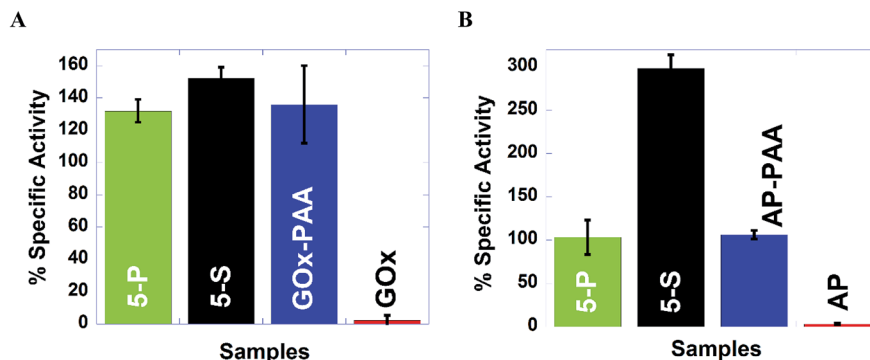 A
% Specific Activity
160
140
120
100
80
60
40
20
0
5-P
5-S
GOx-PAA
GOx
Samples
B
% Specific Activity
300
250
200
150
100
50
0
5-P
5-S
AP-PAA
AP
Samples